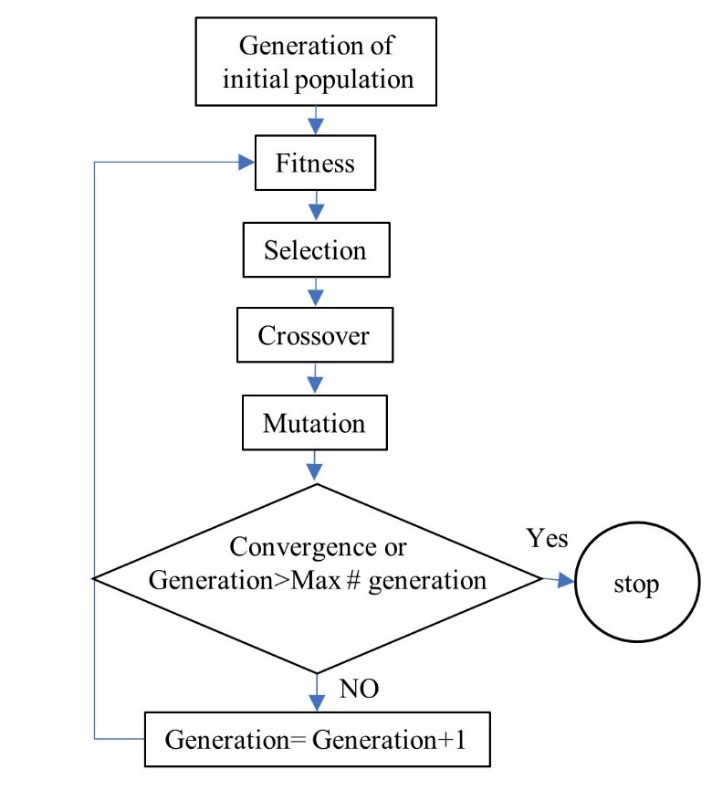 Generation of
initial population
Fitness
Selection
Crossover
Mutation
Convergence or
Generation>Max # generation
Yes
stop
NO
Generation= Generation+1